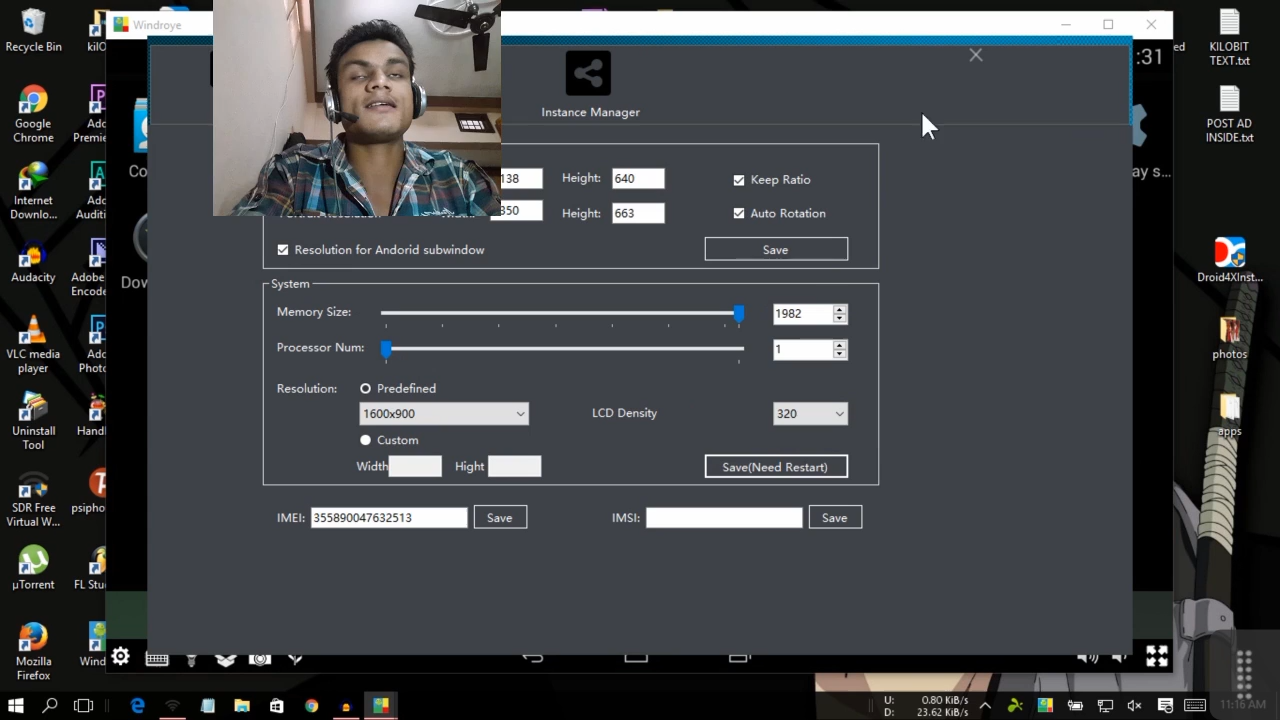 Windroye
Recycle Bin
Google
Chrome
Internet
Downlo...
Audacity
VLC media
player
Uninstall
Tool
SDR Free
Virtual W...
µTorrent
Mozilla
Firefox
:31
KILOBIT
TEXT.txt
POST AD
INSIDE.txt
Droid4XInst...
photos
apps
Instance Manager
138
Height:
640
Keep Ratio
350
Height:
663
Auto Rotation
Resolution for Andorid subwindow
Save
System
Memory Size:
1982
Processor Num:
1
Resolution:
Predefined
1600x900
LCD Density
320
Custom
Width
Hight
Save(Need Restart)
IMEI:
355890047632513
Save
IMSI:
Save
U: 0.80 KiB/s
D: 23.62 KiB/s
11:16 AM